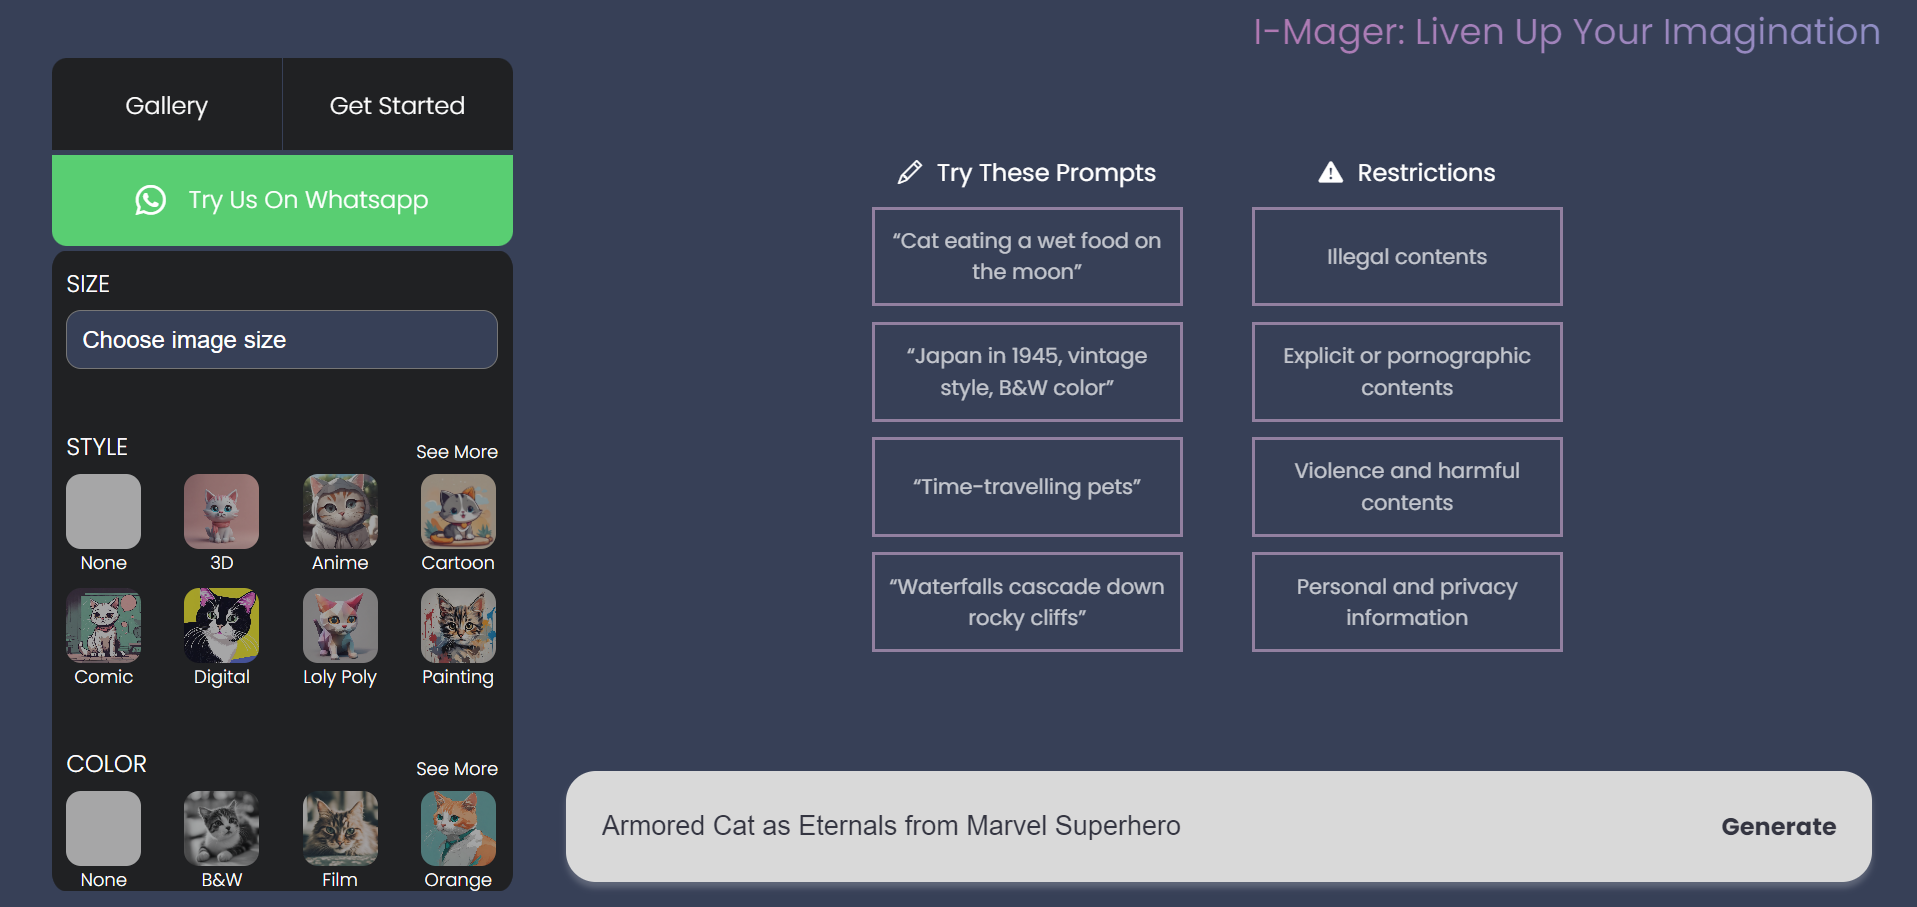 I-Mager: Liven Up Your Imagination
Gallery
Get Started
Try Us On Whatsapp
SIZE
Choose image size
STYLE
See More
None
3D
Anime
Cartoon
Comic
Digital
Loly Poly
Painting
COLOR
See More
None
B&W
Film
Orange
Try These Prompts
“Cat eating a wet food on
the moon”
“Japan in 1945, vintage
style, B&W color”
“Time-travelling pets”
“Waterfalls cascade down
rocky cliffs”
Restrictions
Illegal contents
Explicit or pornographic
contents
Violence and harmful
contents
Personal and privacy
information
Armored Cat as Eternals from Marvel Superhero
Generate